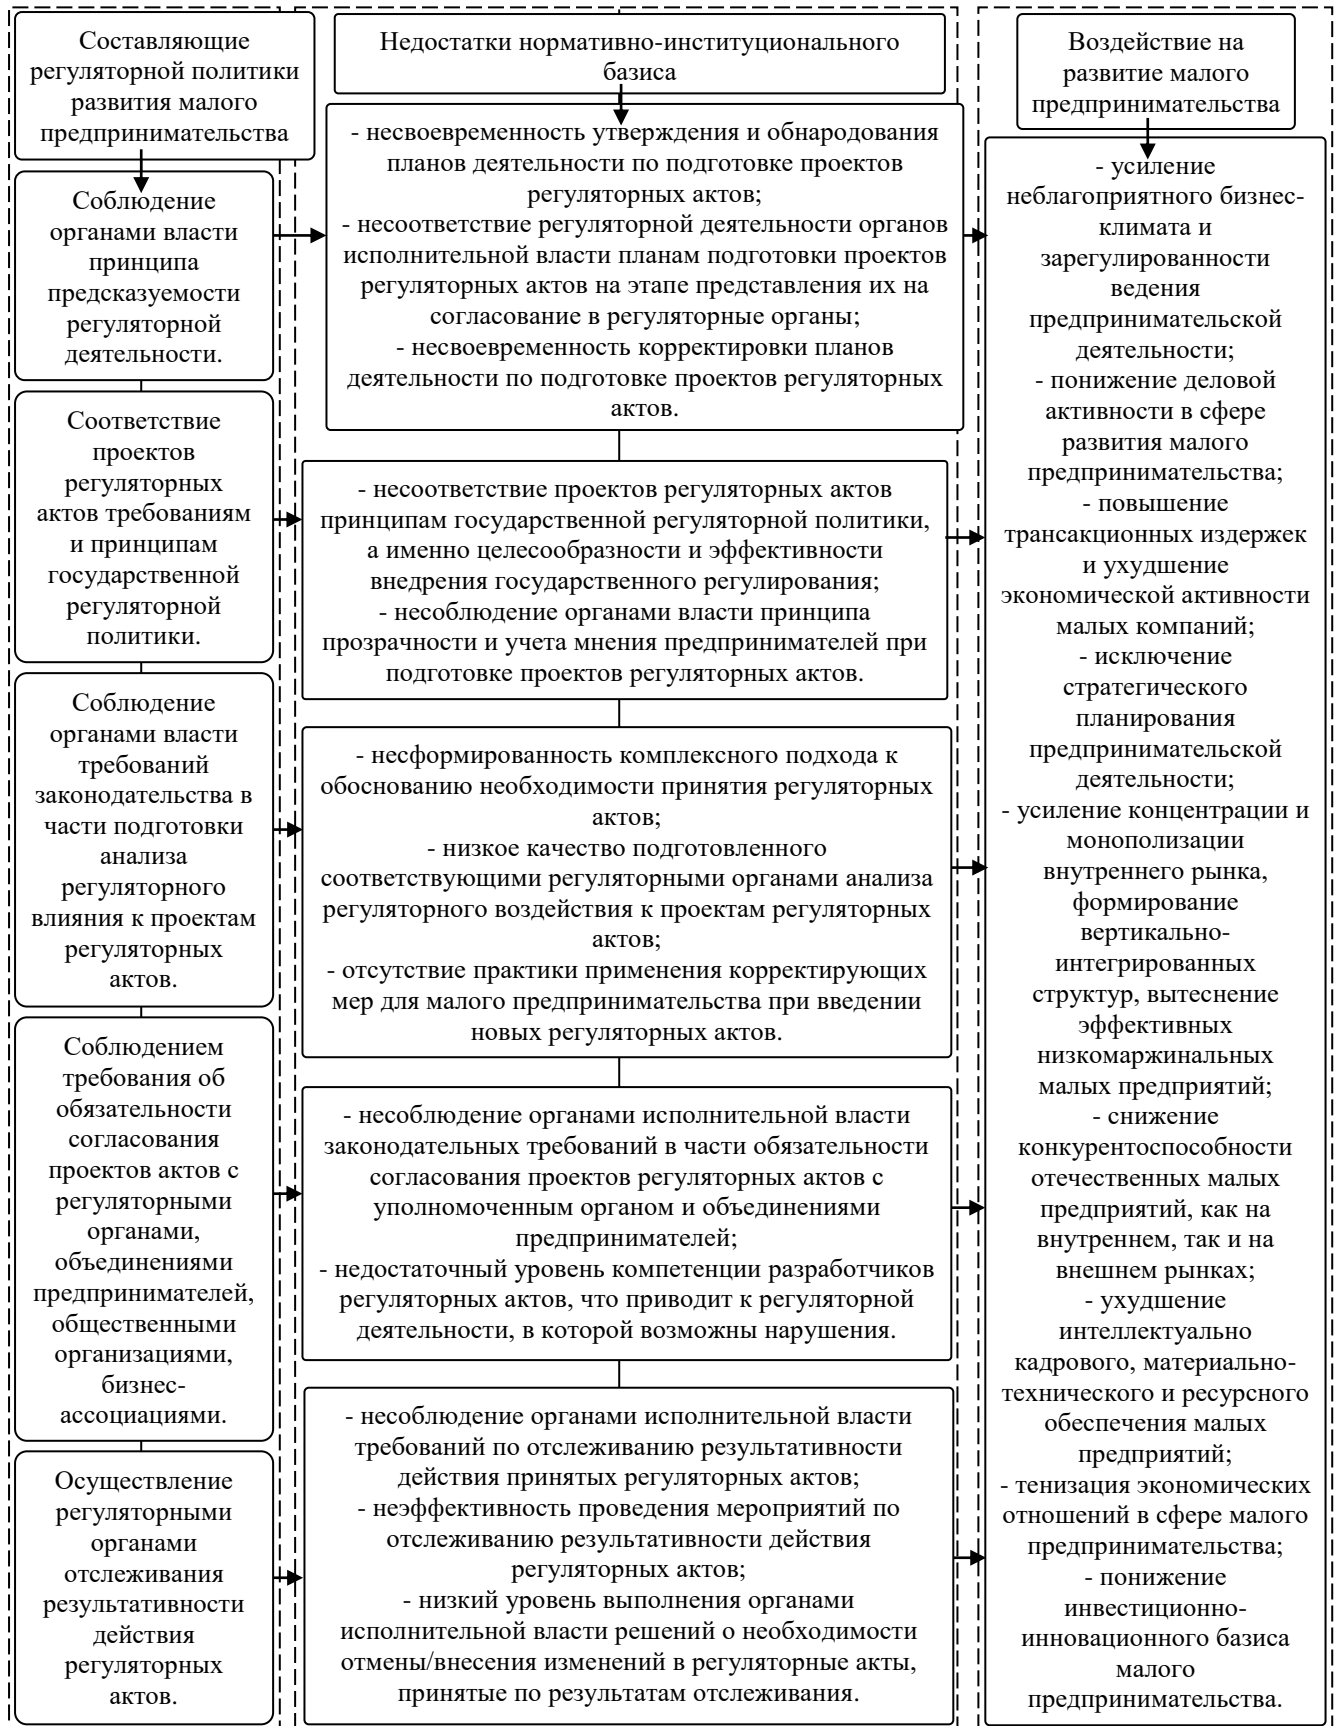 Составляющие
регуляторной политики
развития малого
предпринимательства
Соблюдение
органами власти
принципа
предсказуемости
регуляторной
деятельности.
Соответствие
проектов
регуляторных
актов требованиям
и принципам
государственной
регуляторной
политики.
Соблюдение
органами власти
требований
законодательства в
части подготовки
анализа
регуляторного
влияния к проектам
регуляторных
актов.
Соблюдением
требования об
обязательности
согласования
проектов актов с
регуляторными
органами,
объединениями
предпринимателей,
общественными
организациями,
бизнес-
ассоциациями.
Осуществление
регуляторными
органами
отслеживания
результативности
действия
регуляторных
актов.
Недостатки нормативно-институционального
базиса
- несвоевременность утверждения и обнародования
планов деятельности по подготовке проектов
регуляторных актов;
- несоответствие регуляторной деятельности органов
исполнительной власти планам подготовки проектов
регуляторных актов на этапе представления их на
согласование в регуляторные органы;
- несвоевременность корректировки планов
деятельности по подготовке проектов регуляторных
актов.
- несоответствие проектов регуляторных актов
принципам государственной регуляторной политики,
а именно целесообразности и эффективности
внедрения государственного регулирования;
- несоблюдение органами власти принципа
прозрачности и учета мнения предпринимателей при
подготовке проектов регуляторных актов.
- несформированность комплексного подхода к
обоснованию необходимости принятия регуляторных
актов;
- низкое качество подготовленного
соответствующими регуляторными органами анализа
регуляторного воздействия к проектам регуляторных
актов;
- отсутствие практики применения корректирующих
мер для малого предпринимательства при введении
новых регуляторных актов.
- несоблюдение органами исполнительной власти
законодательных требований в части обязательности
согласования проектов регуляторных актов с
уполномоченным органом и объединениями
предпринимателей;
- недостаточный уровень компетенции разработчиков
регуляторных актов, что приводит к регуляторной
деятельности, в которой возможны нарушения.
- несоблюдение органами исполнительной власти
требований по отслеживанию результативности
действия принятых регуляторных актов;
- неэффективность проведения мероприятий по
отслеживанию результативности действия
регуляторных актов;
- низкий уровень выполнения органами
исполнительной власти решений о необходимости
отмены/внесения изменений в регуляторные акты,
принятые по результатам отслеживания.
Воздействие на
развитие малого
предпринимательства
- усиление
неблагоприятного бизнес-
климата и
зарегулированности
ведения
предпринимательской
деятельности;
- понижение деловой
активности в сфере
развития малого
предпринимательства;
- повышение
трансакционных издержек
и ухудшение
экономической активности
малых компаний;
- исключение
стратегического
планирования
предпринимательской
деятельности;
- усиление концентрации и
монополизации
внутреннего рынка,
формирование
вертикально-
интегрированных
структур, вытеснение
эффективных
низкомаржинальных
малых предприятий;
- снижение
конкурентоспособности
отечественных малых
предприятий, как на
внутреннем, так и на
внешнем рынках;
- ухудшение
интеллектуально
кадрового, материально-
технического и ресурсного
обеспечения малых
предприятий;
- тенизация экономических
отношений в сфере малого
предпринимательства;
- понижение
инвестиционно-
инновационного базиса
малого
предпринимательства.